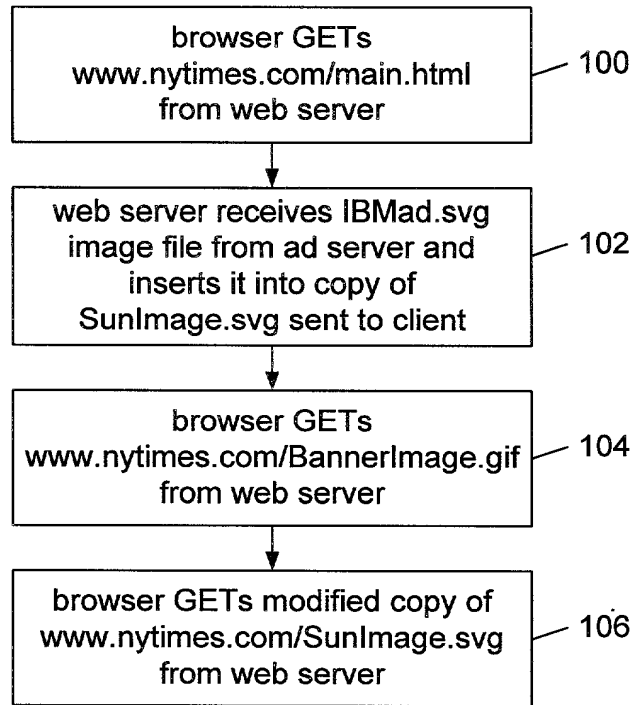 browser GETs
www.nytimes.com/main.html
from web server
100
web server receives IBMad.svg
image file from ad server and
inserts it into copy of
SunImage.svg sent to client
102
browser GETs
www.nytimes.com/BannerImage.gif
from web server
104
browser GETs modified copy of
www.nytimes.com/SunImage.svg
from web server
106